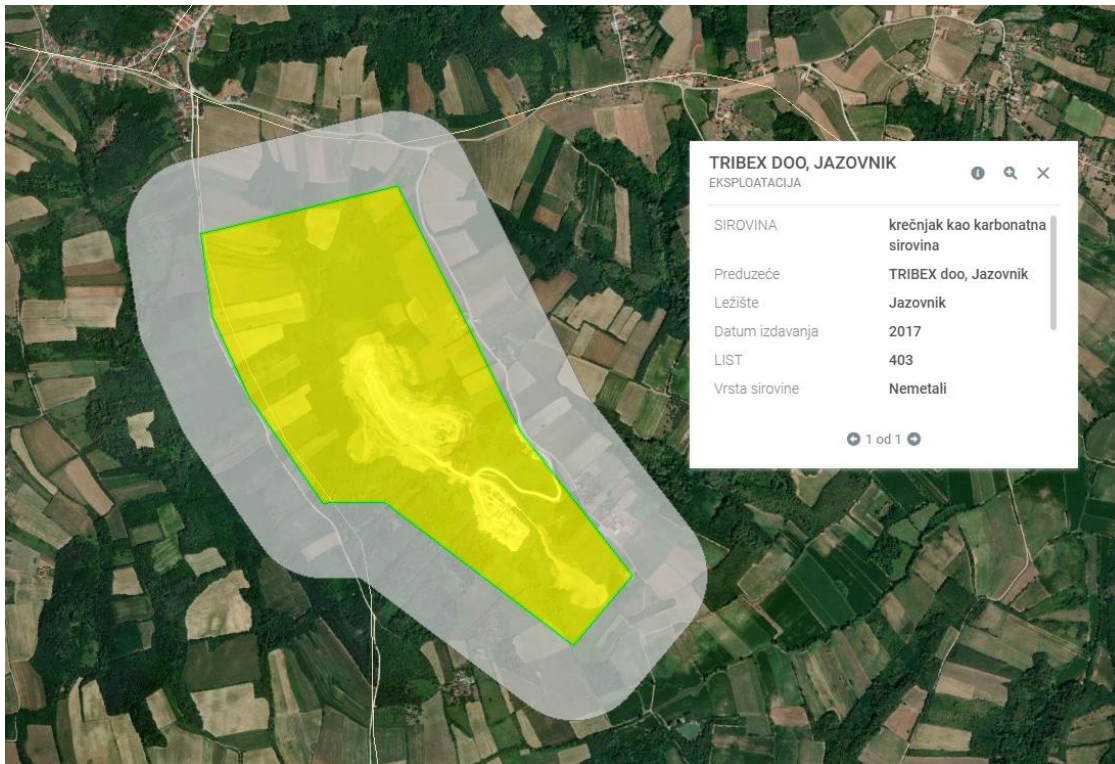 TRIBEX DOO, JAZOVNIK
EKSPLOATACIJA
SIROVINA krečnjak kao karbonatna
sirovina
Preduzeće TRIBEX doo, Jazovnik
Ležište Jazovnik
Datum izdavanja 2017
LIST 403
Vrsta sirovine Nemetali
1 od 1